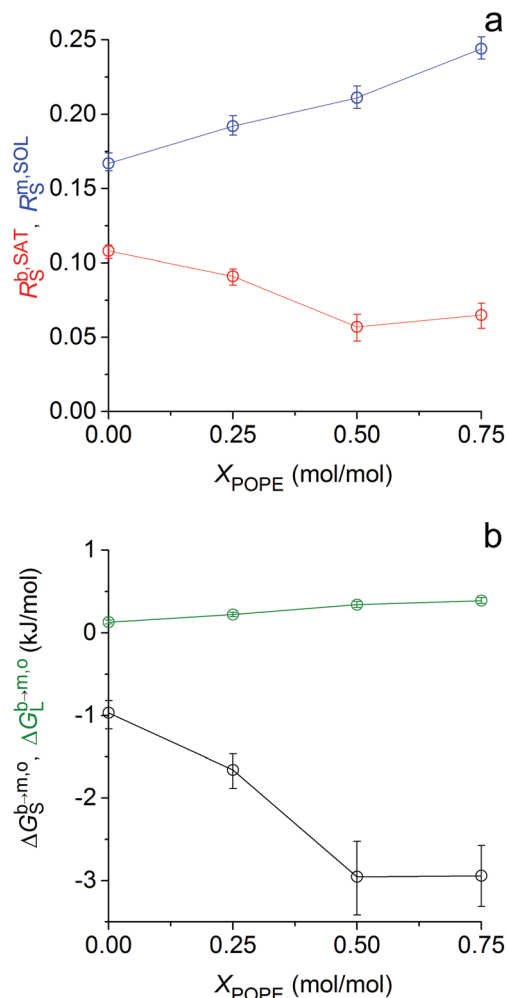 a
0.25
0.20
0.15
0.10
0.05
0.00
R_S^b,SAT, R_S^m,SOL
0.00 0.25 0.50 0.75
X_POPE (mol/mol)
b
1
0
-1
-2
-3
ΔG_S^b→m,o, ΔG_L^b→m,o (kJ/mol)
0.00 0.25 0.50 0.75
X_POPE (mol/mol)